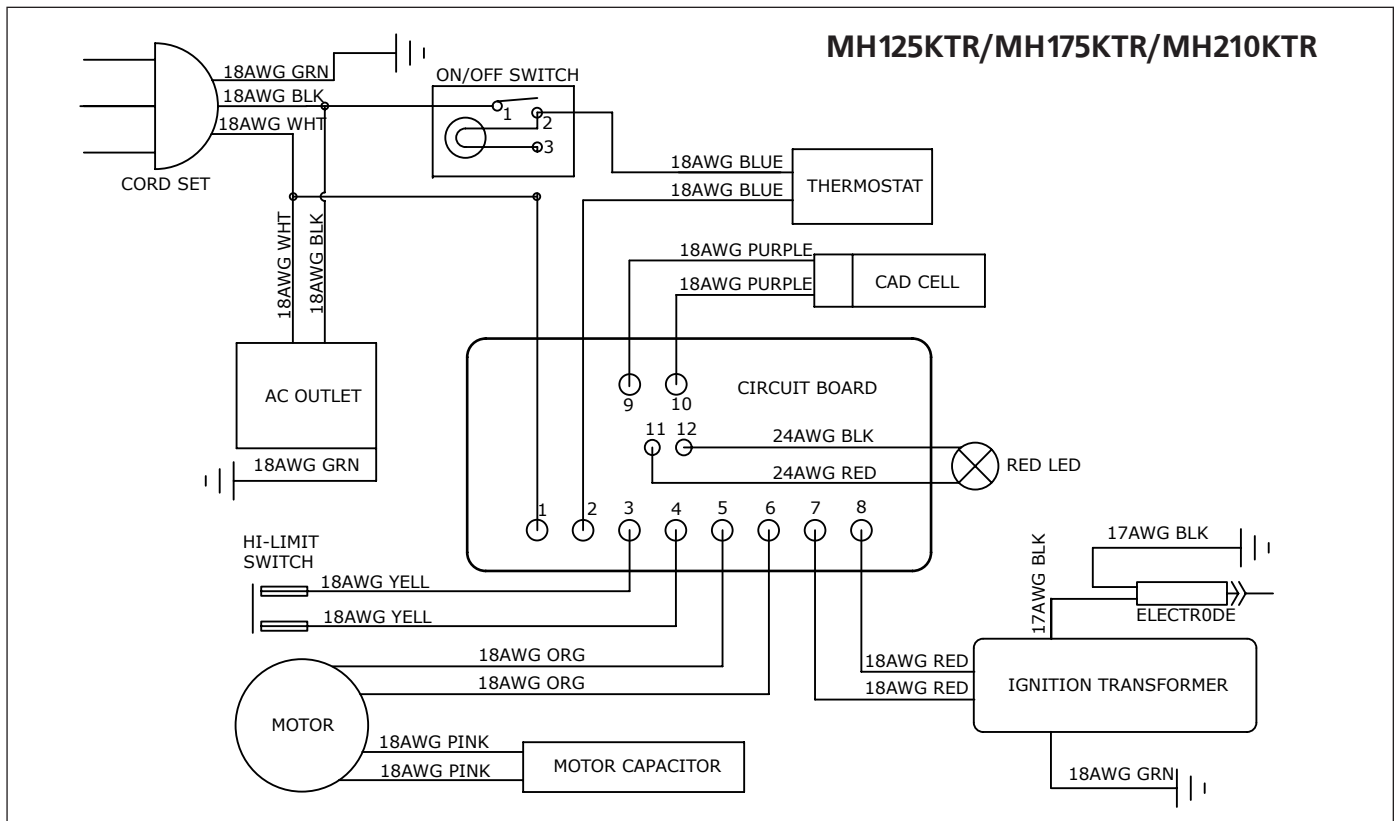 MH125KTR/MH175KTR/MH210KTR
18AWG GRN
18AWG BLK
18AWG WHT
CORD SET
ON/OFF SWITCH
1
2
3
18AWG BLUE
18AWG BLUE
THERMOSTAT
18AWG WHT
18AWG BLK
18AWG PURPLE
18AWG PURPLE
CAD CELL
AC OUTLET
18AWG GRN
CIRCUIT BOARD
9
10
11
12
24AWG BLK
24AWG RED
RED LED
1
2
3
4
5
6
7
8
HI-LIMIT
SWITCH
18AWG YELL
18AWG YELL
17AWG BLK
17AWG BLK
ELECTR0DE
18AWG ORG
18AWG ORG
MOTOR
18AWG PINK
18AWG PINK
MOTOR CAPACITOR
18AWG RED
18AWG RED
IGNITION TRANSFORMER
18AWG GRN